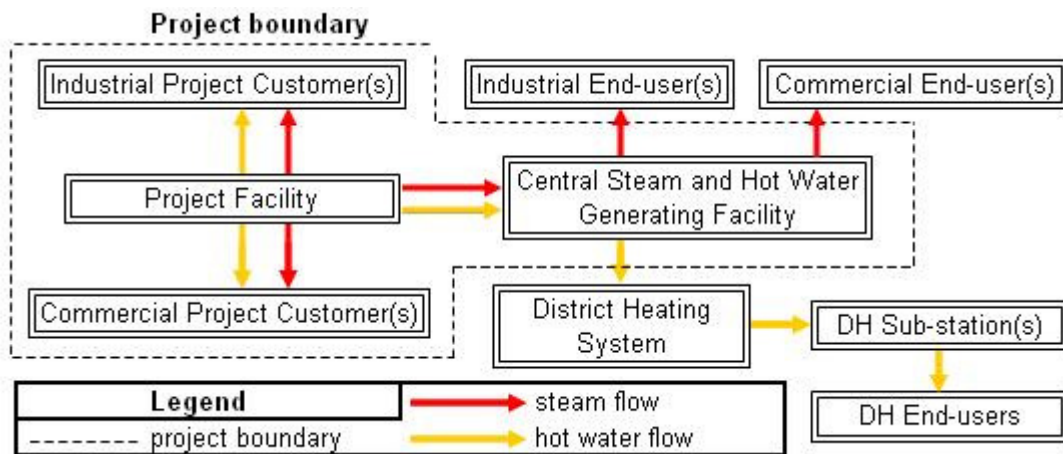 Project boundary
Industrial Project Customer(s)
Industrial End-user(s)
Commercial End-user(s)
Project Facility
Central Steam and Hot Water
Generating Facility
Commercial Project Customer(s)
District Heating
System
DH Sub-station(s)
DH End-users
Legend
steam flow
project boundary
hot water flow